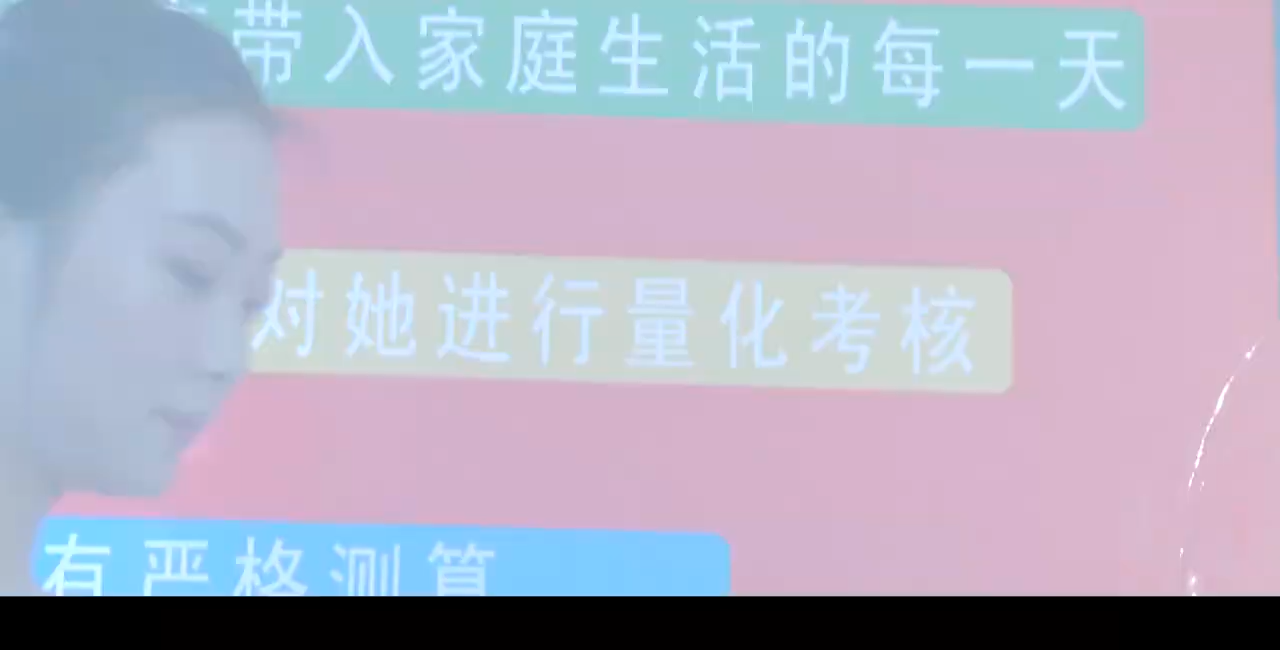 带入家庭生活的每一天
对她进行量化考核
有严格测算